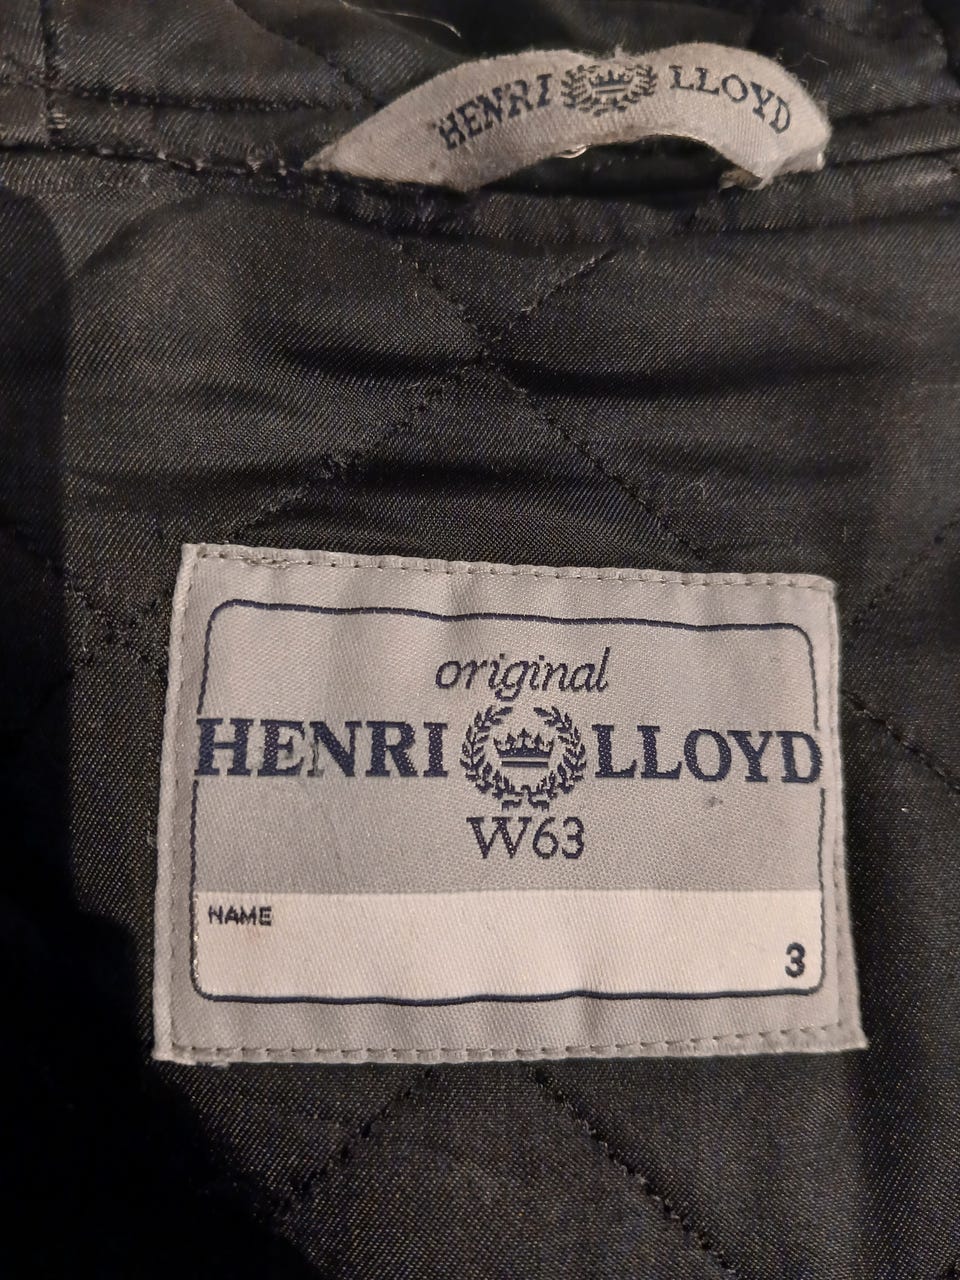 HENRI LLOYD
original
HENRI LLOYD
W63
NAME
3